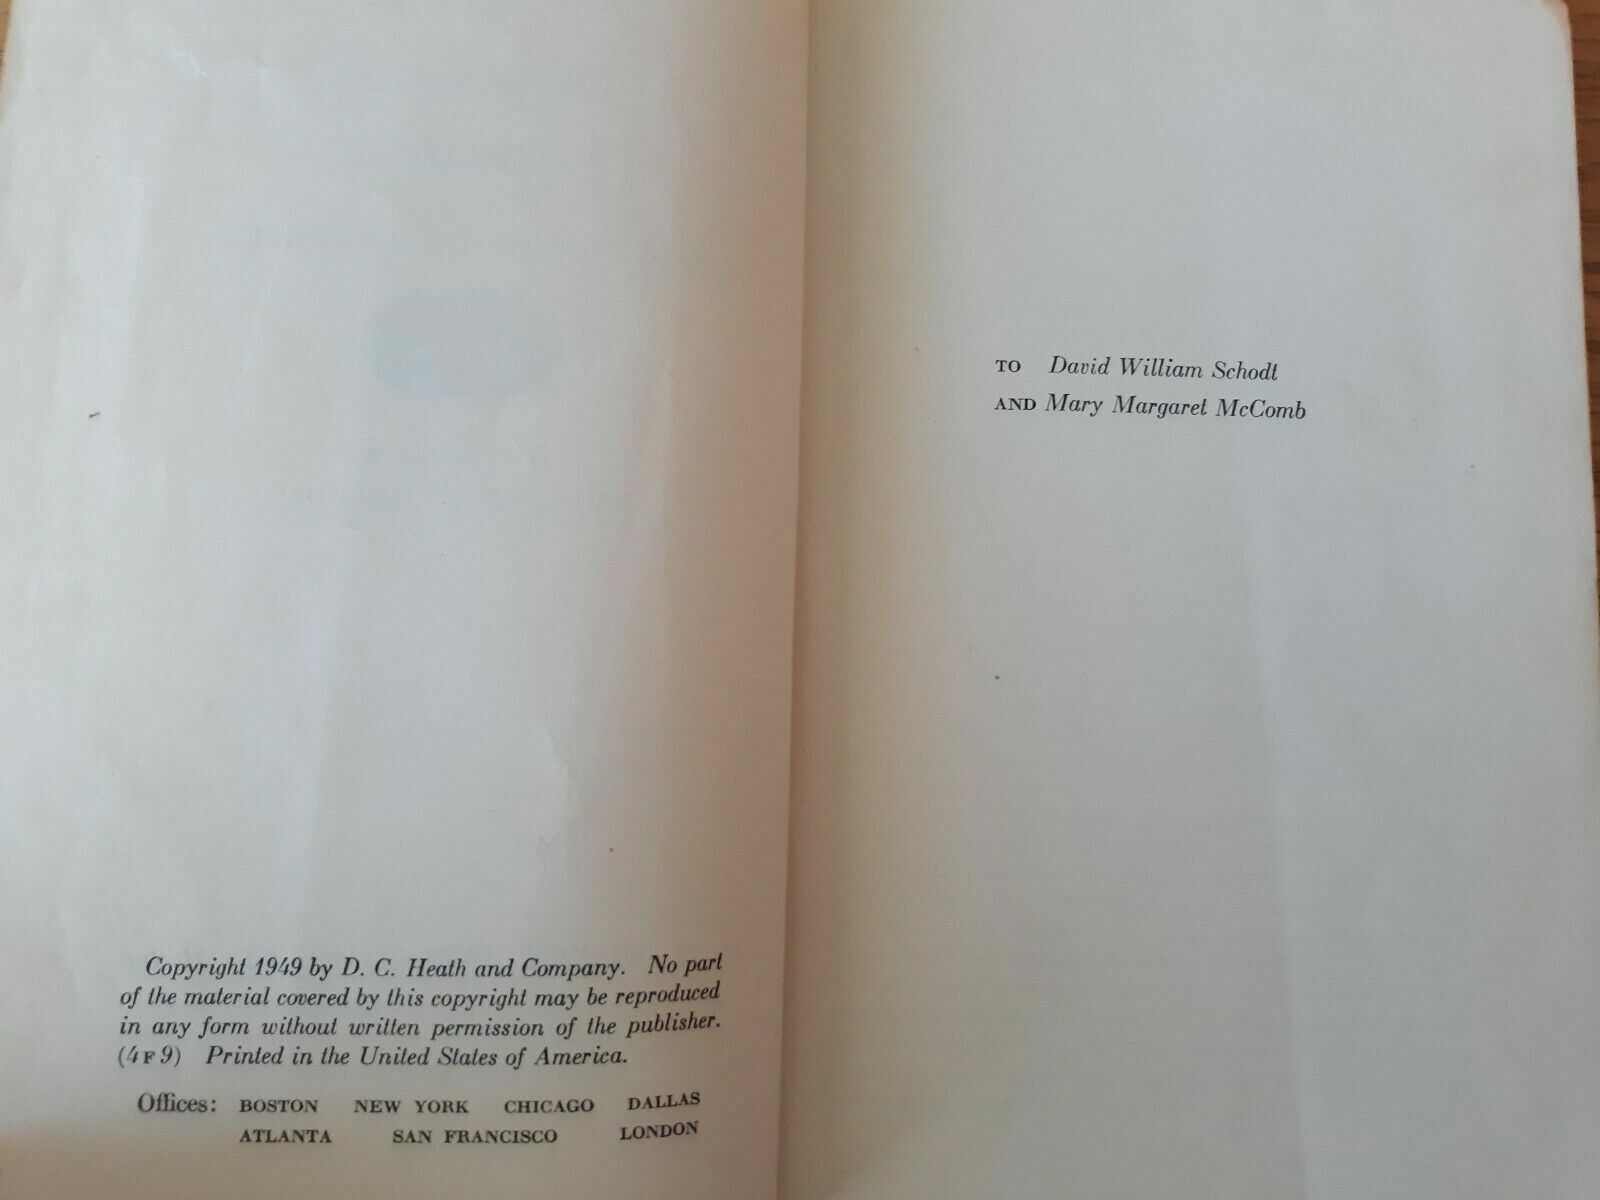 Copyright 1949 by D. C. Heath and Company. No part
of the material covered by this copyright may be reproduced
in any form without written permission of the publisher.
(4F9) Printed in the United States of America.
Offices: BOSTON NEW YORK CHICAGO DALLAS
ATLANTA SAN FRANCISCO LONDON
TO David William Schodt
AND Mary Margaret McComb